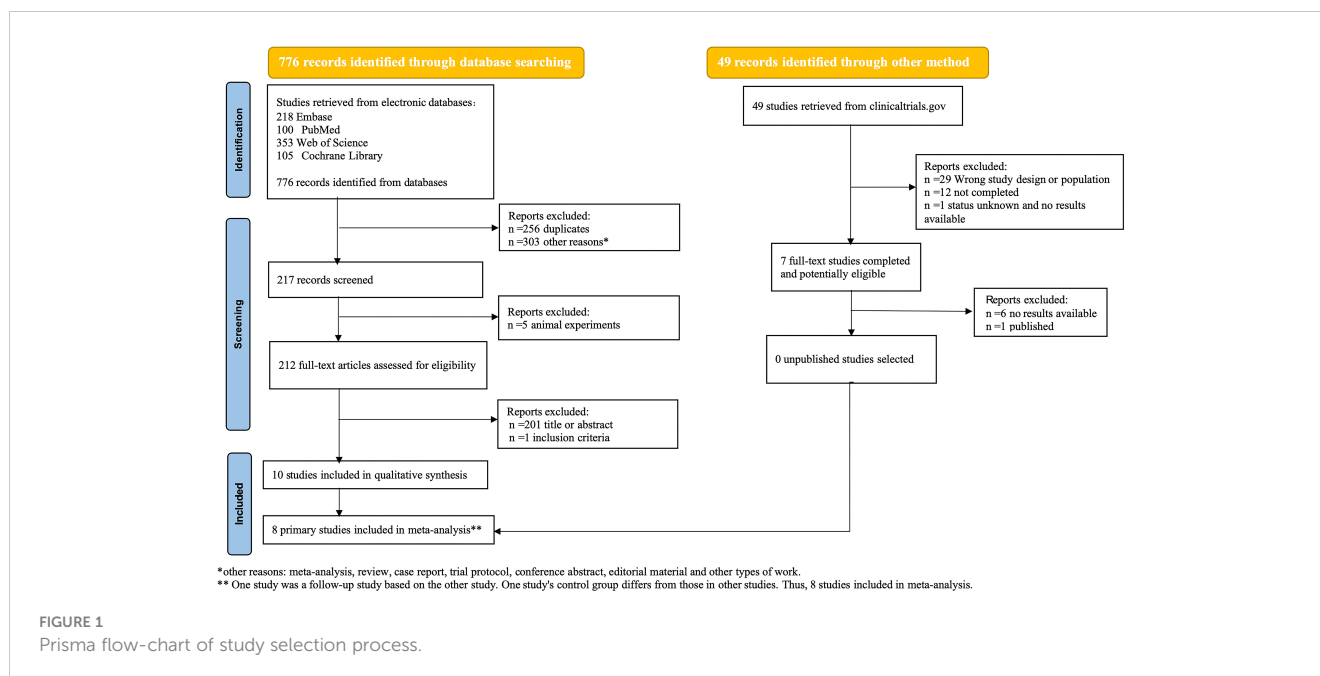 776 records identified through database searching
Identification
Studies retrieved from electronic databases:
218 Embase
100 PubMed
353 Web of Science
105 Cochrane Library
776 records identified from databases
Screening
Reports excluded:
n =256 duplicates
n =303 other reasons*
217 records screened
Reports excluded:
n =5 animal experiments
212 full-text articles assessed for eligibility
Reports excluded:
n =201 title or abstract
n =1 inclusion criteria
Included
10 studies included in qualitative synthesis
8 primary studies included in meta-analysis**
49 records identified through other method
49 studies retrieved from clinicaltrials.gov
Reports excluded:
n =29 Wrong study design or population
n =12 not completed
n =1 status unknown and no results
available
7 full-text studies completed
and potentially eligible
Reports excluded:
n =6 no results available
n =1 published
0 unpublished studies selected
*other reasons: meta-analysis, review, case report, trial protocol, conference abstract, editorial material and other types of work.
** One study was a follow-up study based on the other study. One study's control group differs from those in other studies. Thus, 8 studies included in meta-analysis.
FIGURE 1
Prisma flow-chart of study selection process.